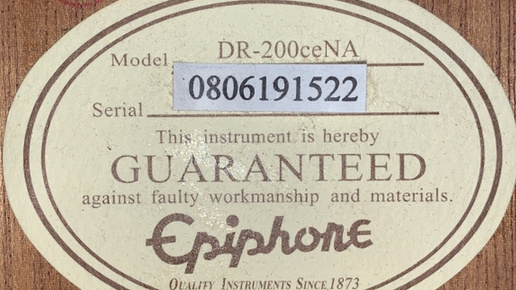 Model DR-200ceNA
Serial 0806191522
This instrument is hereby
GUARANTEED
against faulty workmanship and materials.
Epiphone
QUALITY INSTRUMENTS SINCE 1873